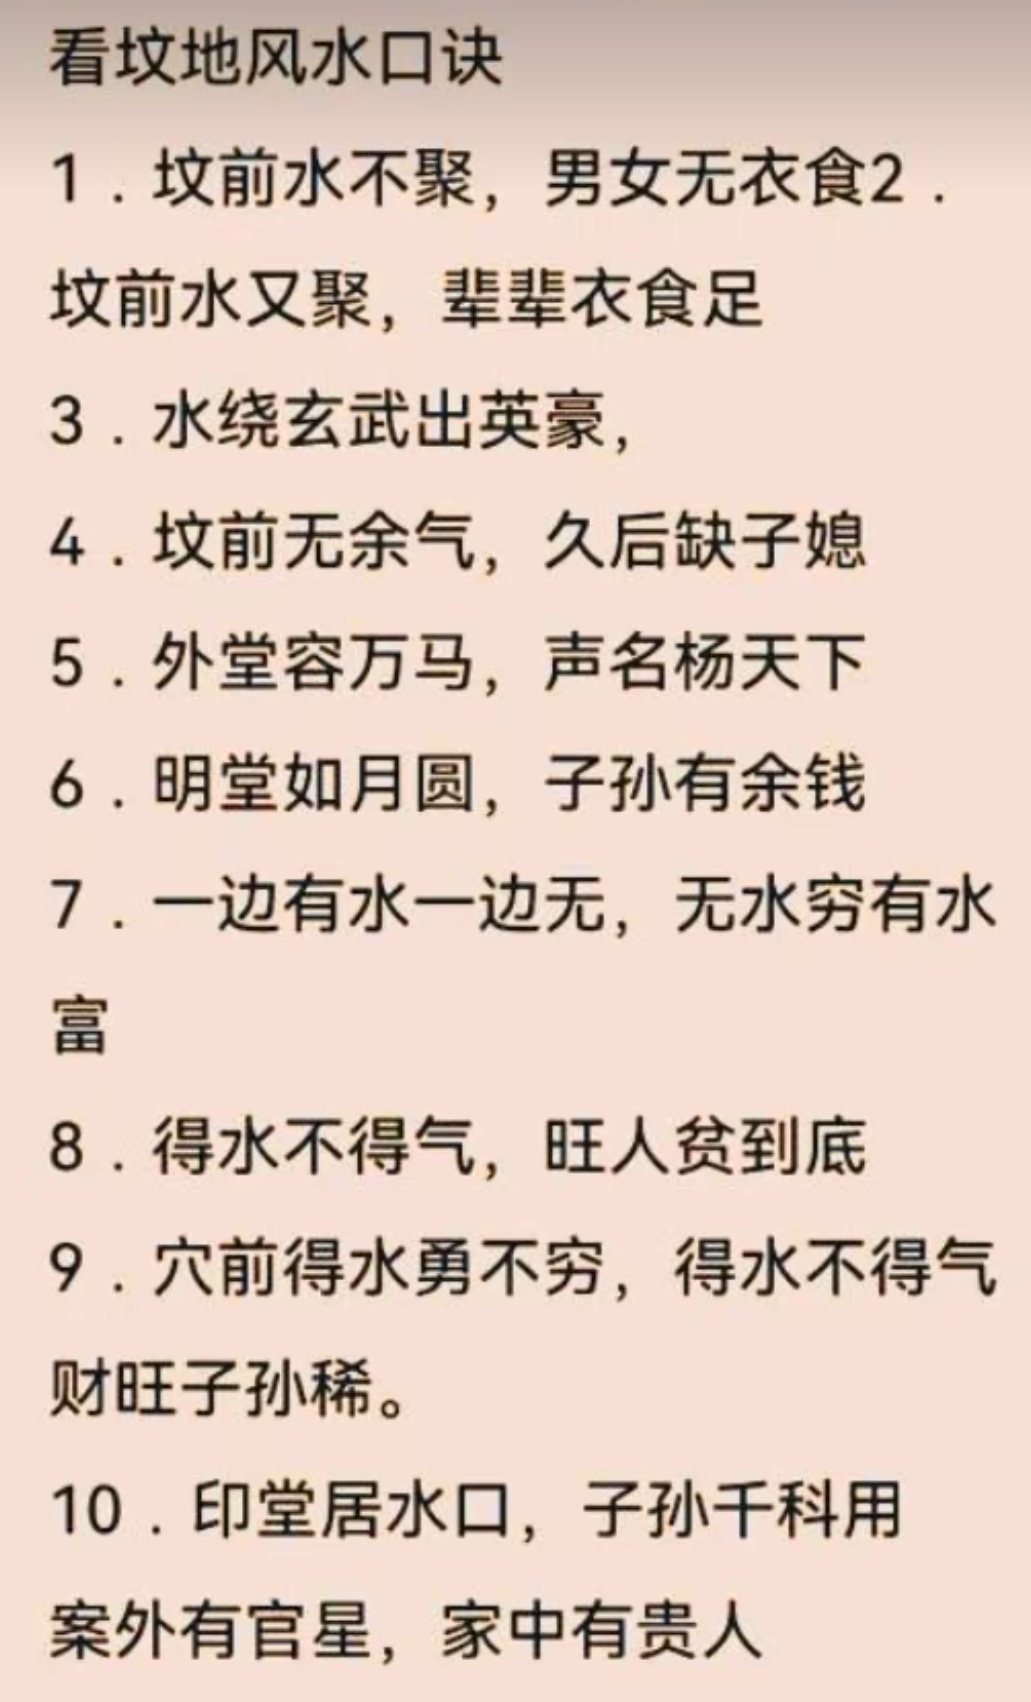 看坟地风水口诀
1．坟前水不聚，男女无衣食2．
坟前水又聚，辈辈衣食足
3．水绕玄武出英豪，
4．坟前无余气，久后缺子媳
5．外堂容万马，声名杨天下
6．明堂如月圆，子孙有余钱
7．一边有水一边无，无水穷有水
富
8．得水不得气，旺人贫到底
9．穴前得水勇不穷，得水不得气
财旺子孙稀。
10．印堂居水口，子孙千科用
案外有官星，家中有贵人